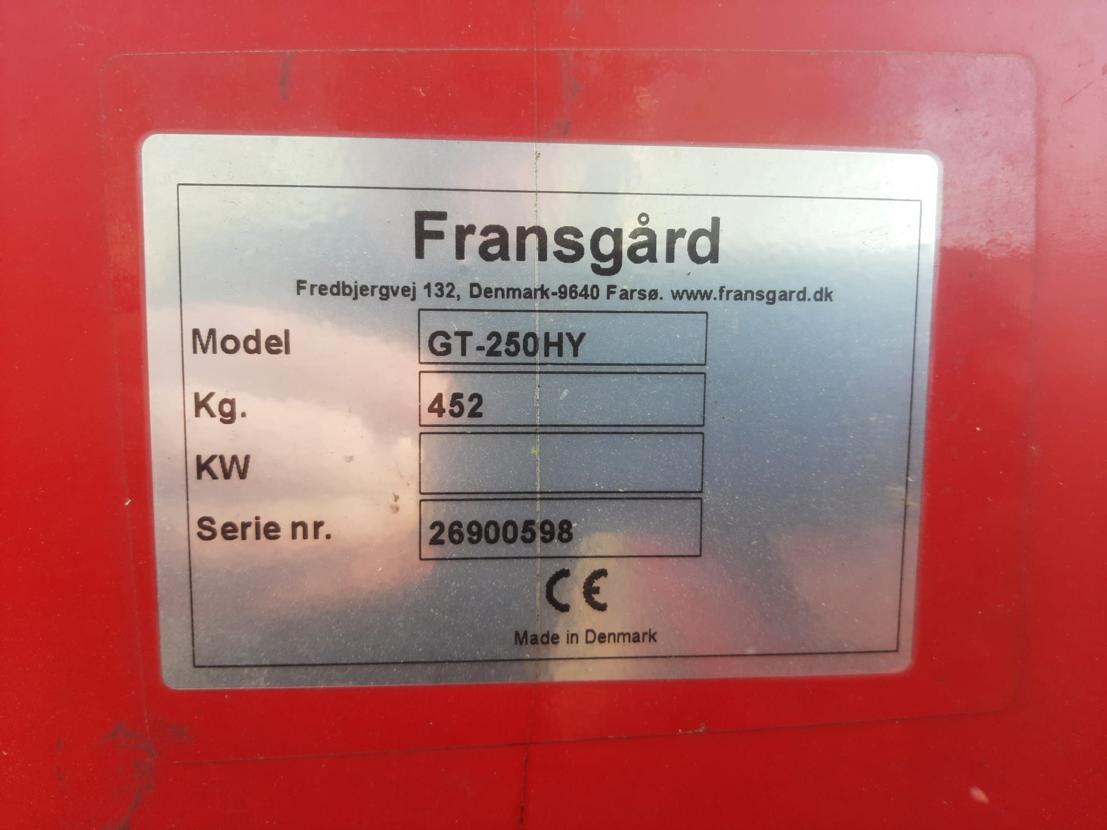 Fransgård
Fredbjergvej 132, Denmark-9640 Farsø. www.fransgard.dk
Model GT-250HY
Kg. 452
KW
Serie nr. 26900598
CE
Made in Denmark